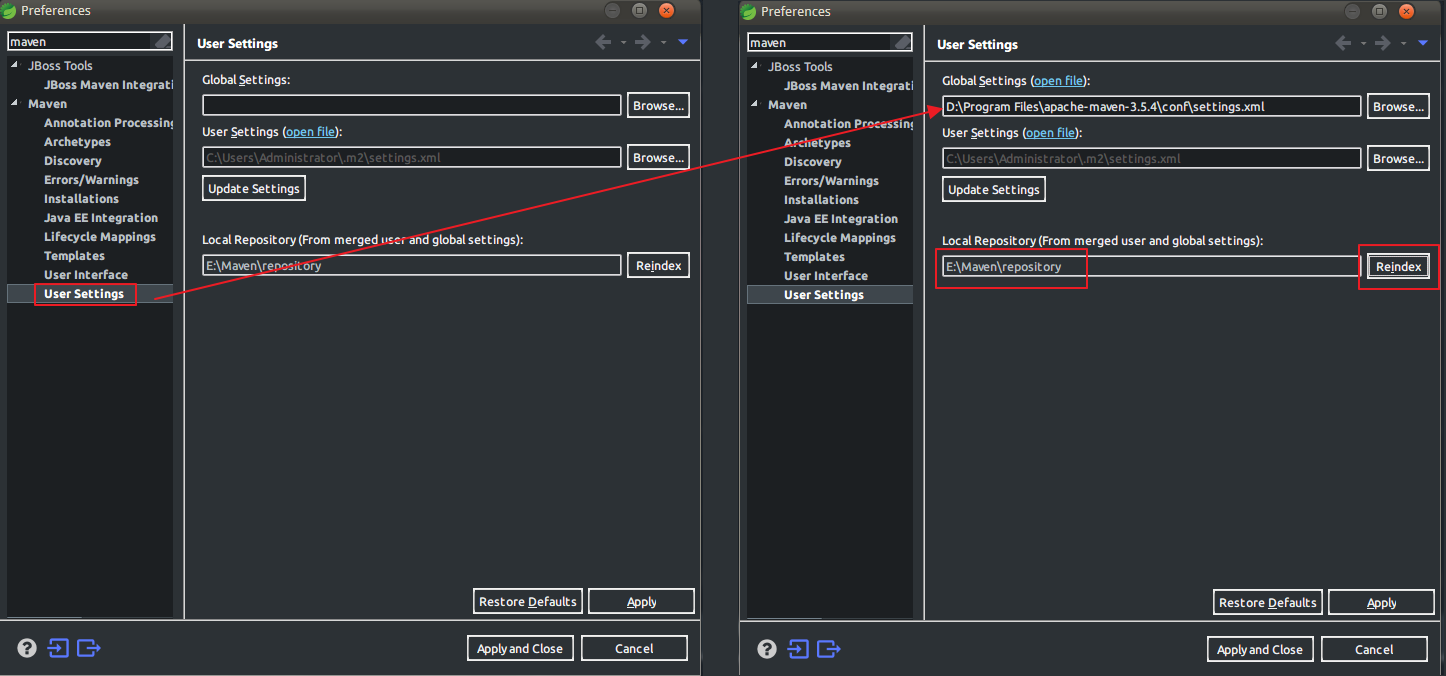 Preferences
maven
JBoss Tools
JBoss Maven Integrati
Maven
Annotation Processing
Archetypes
Discovery
Errors/Warnings
Installations
Java EE Integration
Lifecycle Mappings
Templates
User Interface
User Settings
User Settings
Global Settings:
Browse...
User Settings (open file):
C:\Users\Administrator\.m2\settings.xml
Browse...
Update Settings
Local Repository (From merged user and global settings):
E:\Maven\repository
Reindex
Restore Defaults
Apply
?
Apply and Close
Cancel
Preferences
maven
JBoss Tools
JBoss Maven Integrati
Maven
Annotation Processing
Archetypes
Discovery
Errors/Warnings
Installations
Java EE Integration
Lifecycle Mappings
Templates
User Interface
User Settings
User Settings
Global Settings (open file):
D:\Program Files\apache-maven-3.5.4\conf\settings.xml
Browse...
User Settings (open file):
C:\Users\Administrator\.m2\settings.xml
Browse...
Update Settings
Local Repository (From merged user and global settings):
E:\Maven\repository
Reindex
Restore Defaults
Apply
?
Apply and Close
Cancel